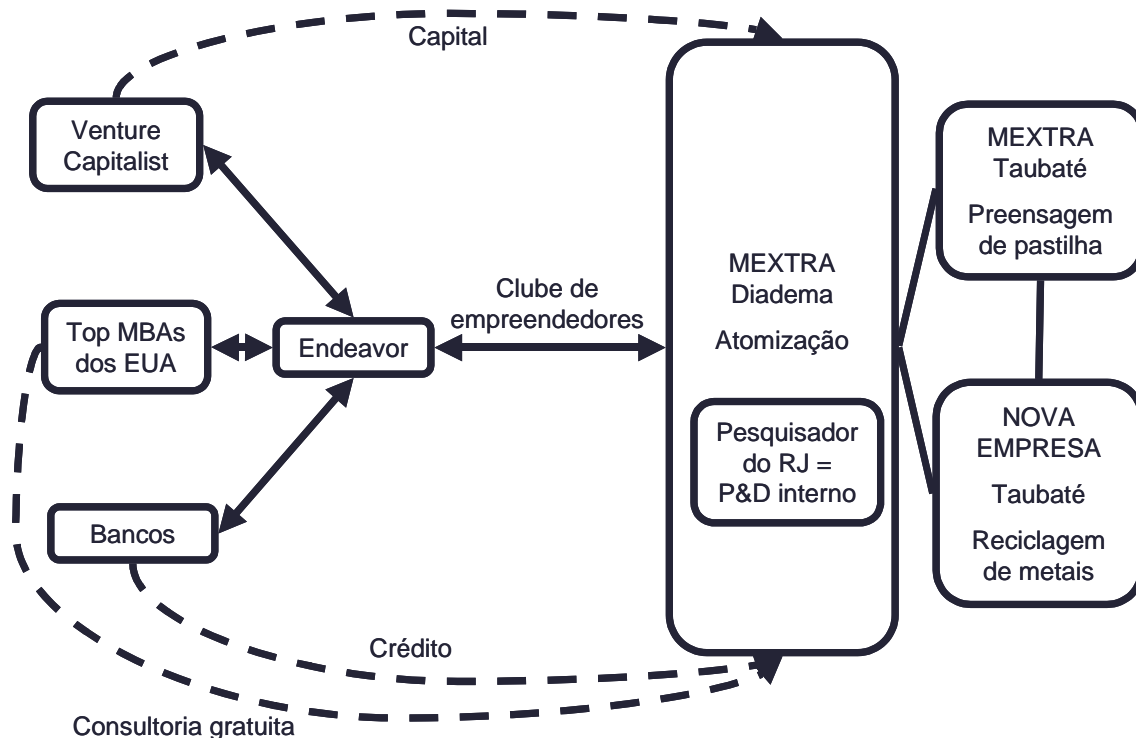 Capital
Venture
Capitalist
Top MBAs
dos EUA
Bancos
Endeavor
Clube de
empreendedores
MEXTRA
Diadema
Atomização
Pesquisador
do RJ =
P&D interno
MEXTRA
Taubaté
Preensagem
de pastilha
NOVA
EMPRESA
Taubaté
Reciclagem
de metais
Crédito
Consultoria gratuita